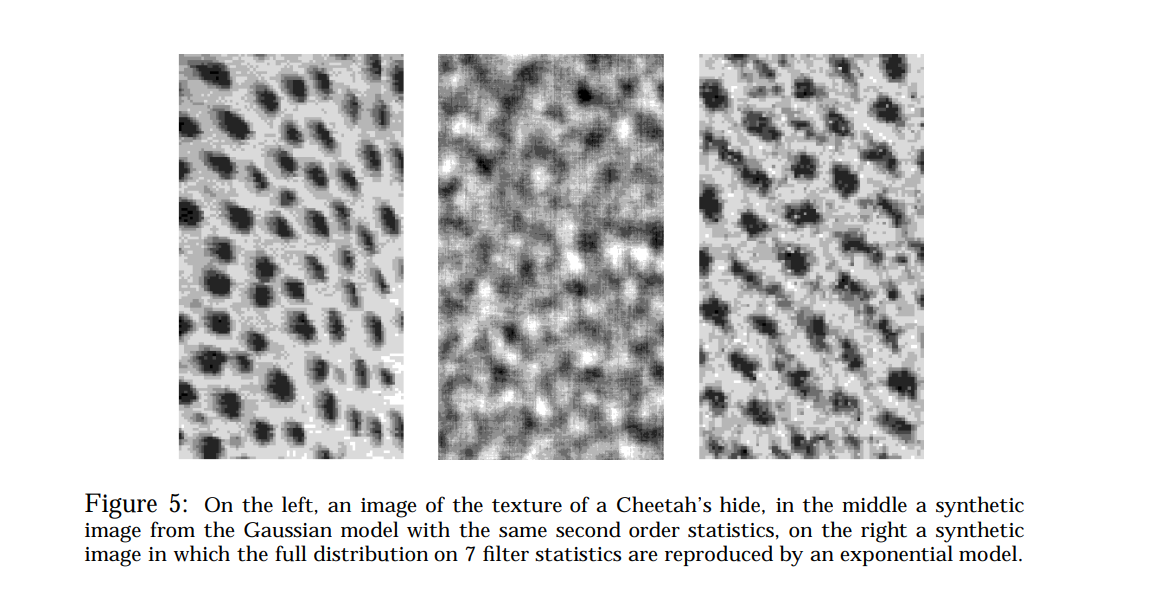 Figure 5: On the left, an image of the texture of a Cheetah's hide, in the middle a synthetic
image from the Gaussian model with the same second order statistics, on the right a synthetic
image in which the full distribution on 7 filter statistics are reproduced by an exponential model.